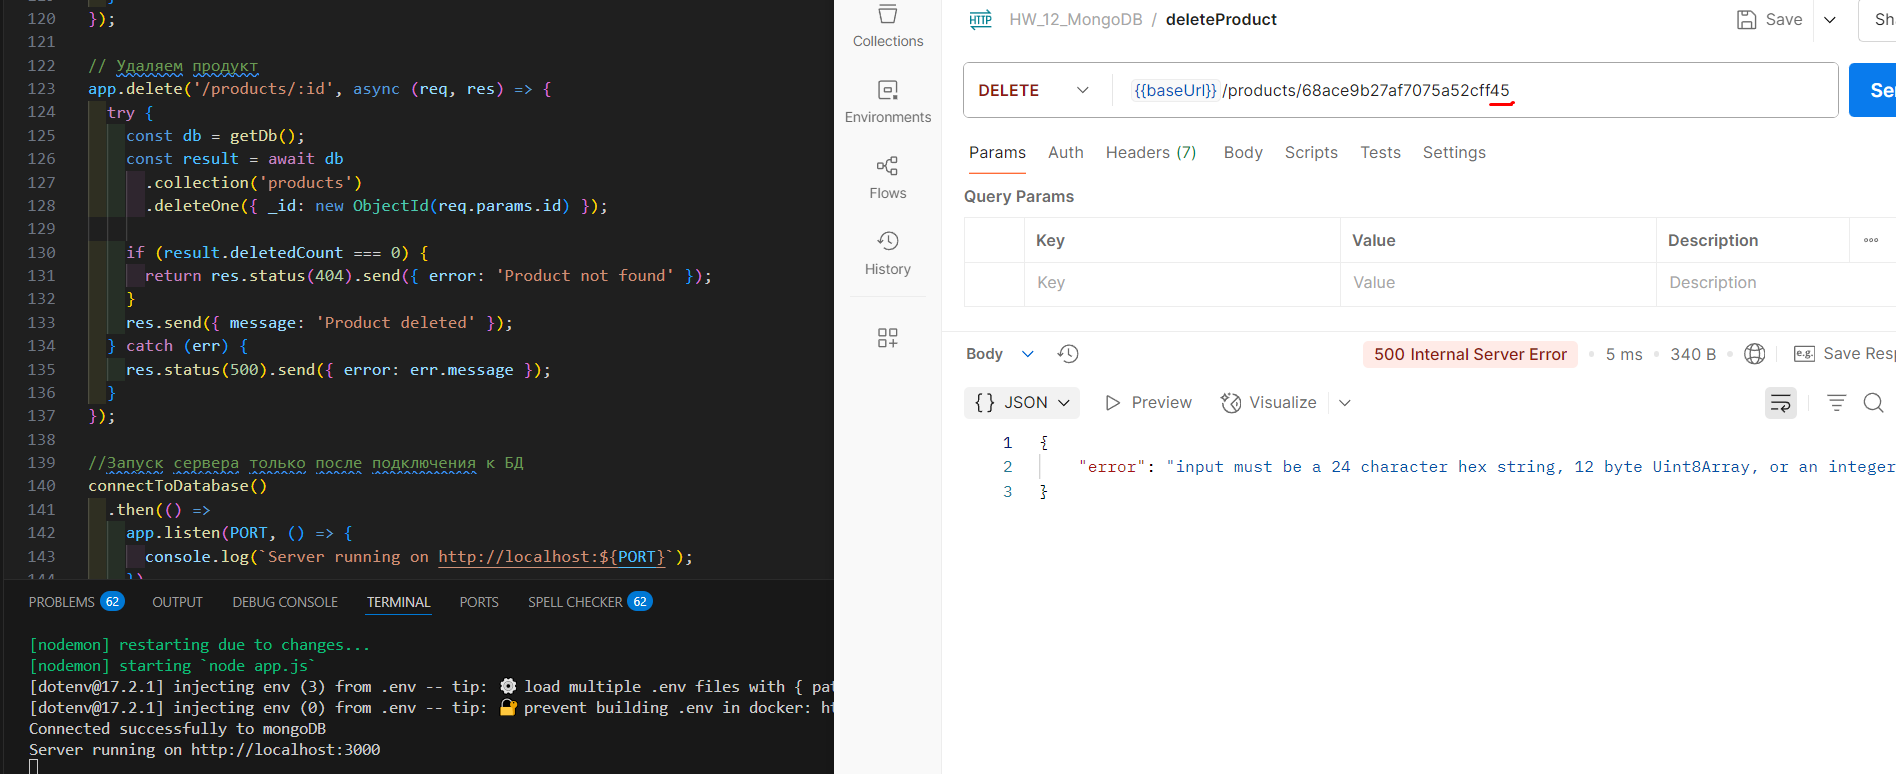 120 });
121
122 // Удаляем продукт
123 app.delete('/products/:id', async (req, res) => {
124 try {
125 const db = getDb();
126 const result = await db
127 .collection('products')
128 .deleteOne({ _id: new ObjectId(req.params.id) });
129
130 if (result.deletedCount === 0) {
131 return res.status(404).send({ error: 'Product not found' });
132 }
133 res.send({ message: 'Product deleted' });
134 } catch (err) {
135 res.status(500).send({ error: err.message });
136 }
137 });
138
139 //Запуск сервера только после подключения к БД
140 connectToDatabase()
141 .then(() =>
142 app.listen(PORT, () => {
143 console.log(`Server running on http://localhost:${PORT}`);
144 })
PROBLEMS 62 OUTPUT DEBUG CONSOLE TERMINAL PORTS SPELL CHECKER 62
[nodemon] restarting due to changes...
[nodemon] starting `node app.js`
[dotenv@17.2.1] injecting env (3) from .env -- tip: ⚙️ load multiple .env files with { pat
[dotenv@17.2.1] injecting env (0) from .env -- tip: 🔐 prevent building .env in docker: ht
Connected successfully to mongoDB
Server running on http://localhost:3000
Collections
Environments
Flows
History
HTTP HW_12_MongoDB / deleteProduct Save Sh
DELETE {{baseUrl}} /products/68ace9b27af7075a52cff45 Se
Params Auth Headers (7) Body Scripts Tests Settings
Query Params
Key Value Description
Key Value Description
Body 500 Internal Server Error 5 ms 340 B e.g. Save Resp
{} JSON Preview Visualize
1 {
2 "error": "input must be a 24 character hex string, 12 byte Uint8Array, or an integer
3 }